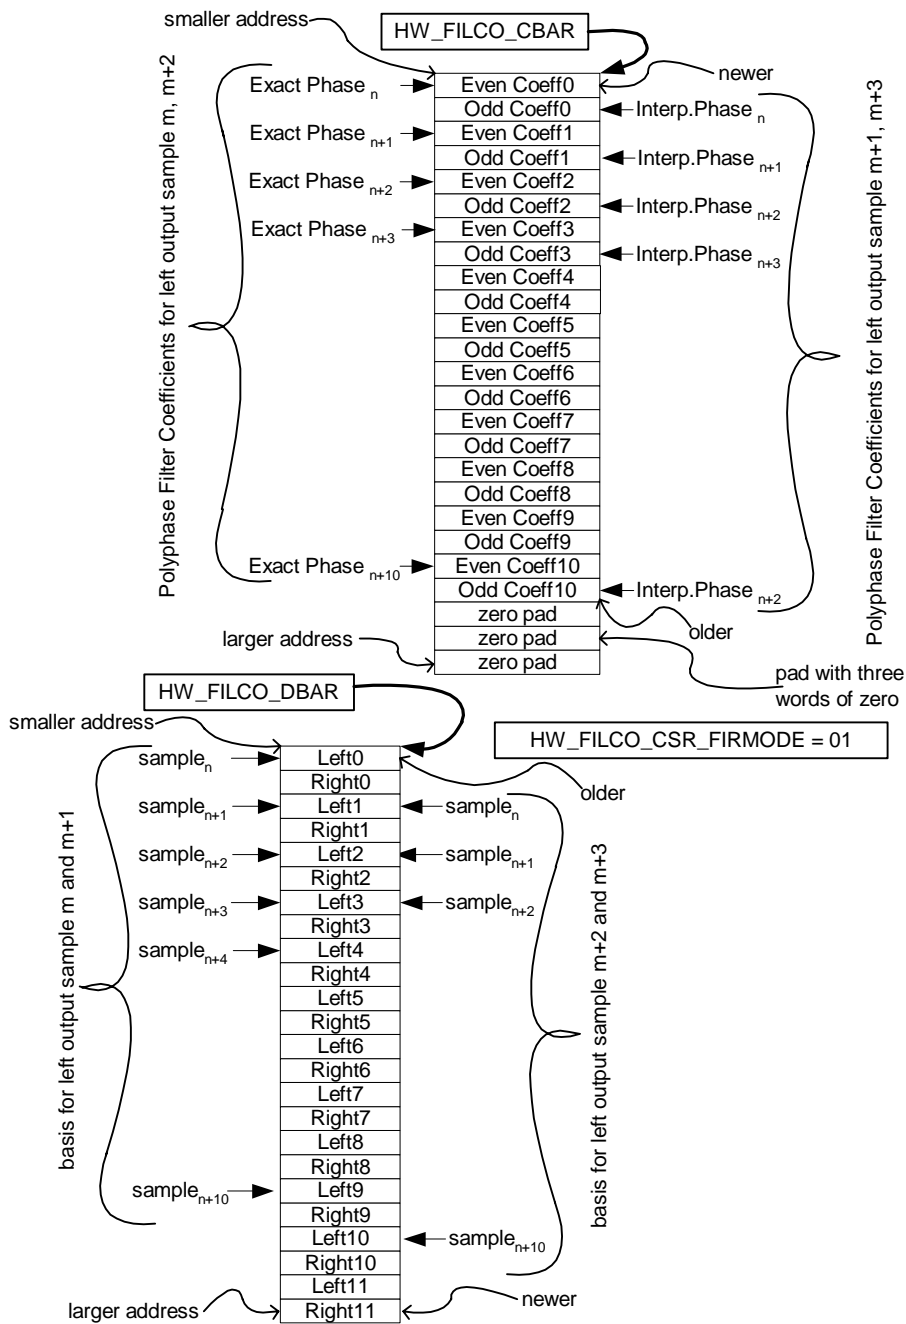 smaller address
HW_FILCO_CBAR
newer
Polyphase Filter Coefficients for left output sample m, m+2
Exact Phase n
Exact Phase n+1
Exact Phase n+2
Exact Phase n+3
Exact Phase n+10
Even Coeff0
Odd Coeff0
Even Coeff1
Odd Coeff1
Even Coeff2
Odd Coeff2
Even Coeff3
Odd Coeff3
Even Coeff4
Odd Coeff4
Even Coeff5
Odd Coeff5
Even Coeff6
Odd Coeff6
Even Coeff7
Odd Coeff7
Even Coeff8
Odd Coeff8
Even Coeff9
Odd Coeff9
Even Coeff10
Odd Coeff10
zero pad
zero pad
zero pad
Interp.Phase n
Interp.Phase n+1
Interp.Phase n+2
Interp.Phase n+3
Interp.Phase n+2
Polyphase Filter Coefficients for left output sample m+1, m+3
older
larger address
pad with three
words of zero
HW_FILCO_DBAR
smaller address
HW_FILCO_CSR_FIRMODE = 01
older
basis for left output sample m and m+1
sample n
sample n+1
sample n+2
sample n+3
sample n+4
sample n+10
Left0
Right0
Left1
Right1
Left2
Right2
Left3
Right3
Left4
Right4
Left5
Right5
Left6
Right6
Left7
Right7
Left8
Right8
Left9
Right9
Left10
Right10
Left11
Right11
sample n
sample n+1
sample n+2
sample n+10
basis for left output sample m+2 and m+3
newer
larger address